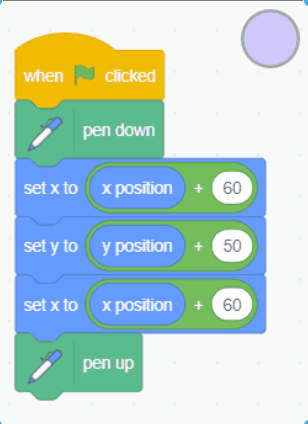 when clicked
pen down
set x to x position + 60
set y to y position + 50
set x to x position + 60
pen up